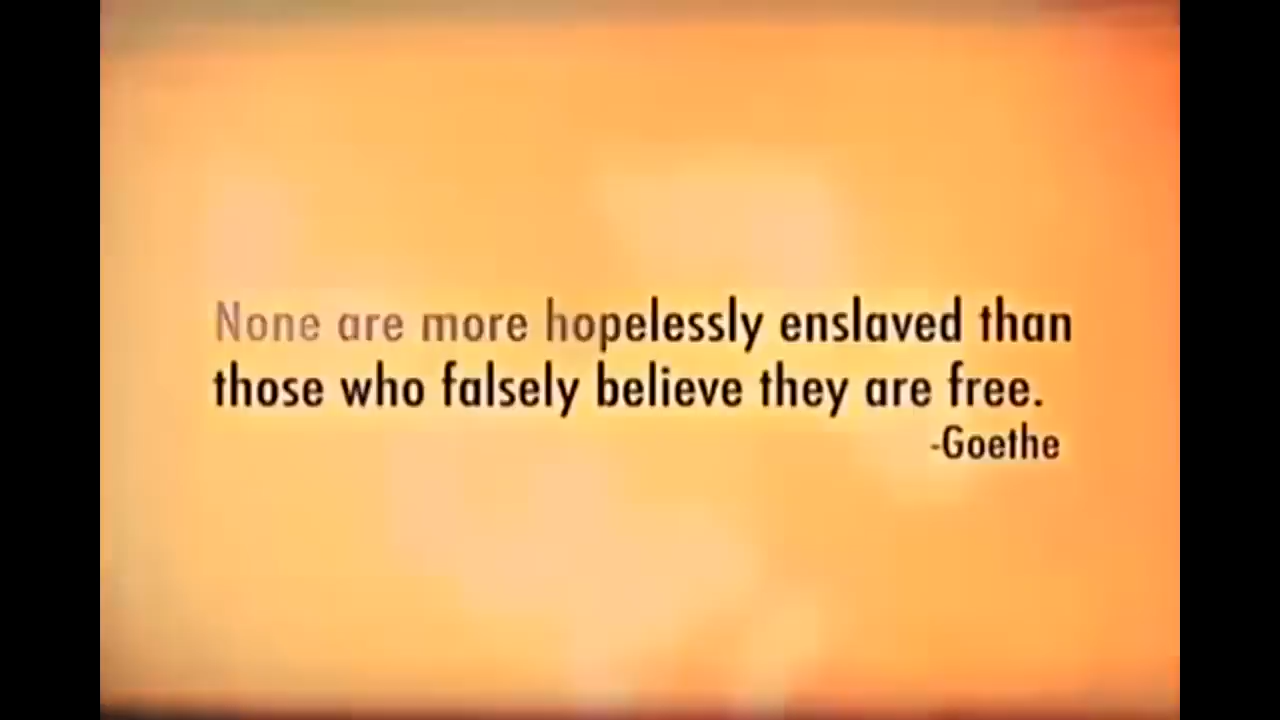 None are more hopelessly enslaved than
those who falsely believe they are free.
-Goethe